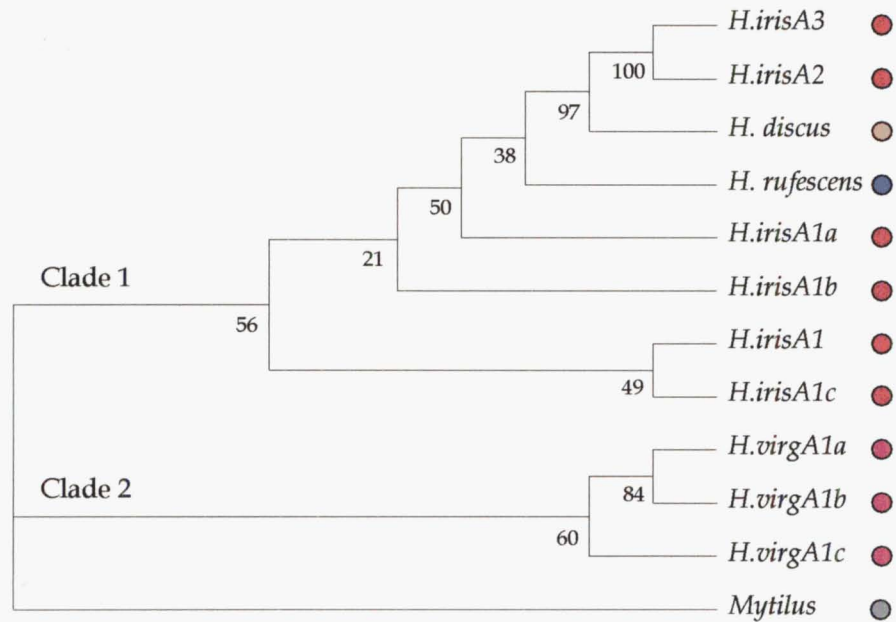 H.irisA3
100
H.irisA2
97
H. discus
38
H. rufescens
50
H.irisA1a
21
Clade 1
H.irisA1b
56
H.irisA1
49
H.irisA1c
H.virgA1a
Clade 2
84
H.virgA1b
60
H.virgA1c
Mytilus